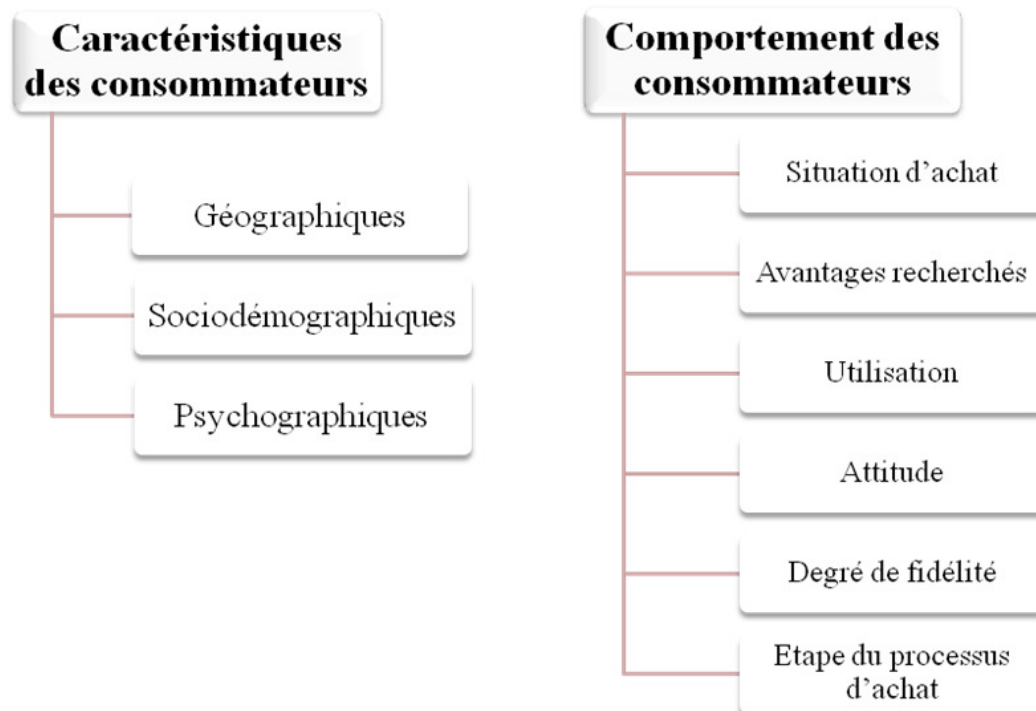 Caractéristiques
des consommateurs
Géographiques
Sociodémographiques
Psychographiques
Comportement des
consommateurs
Situation d’achat
Avantages recherchés
Utilisation
Attitude
Degré de fidélité
Etape du processus
d’achat